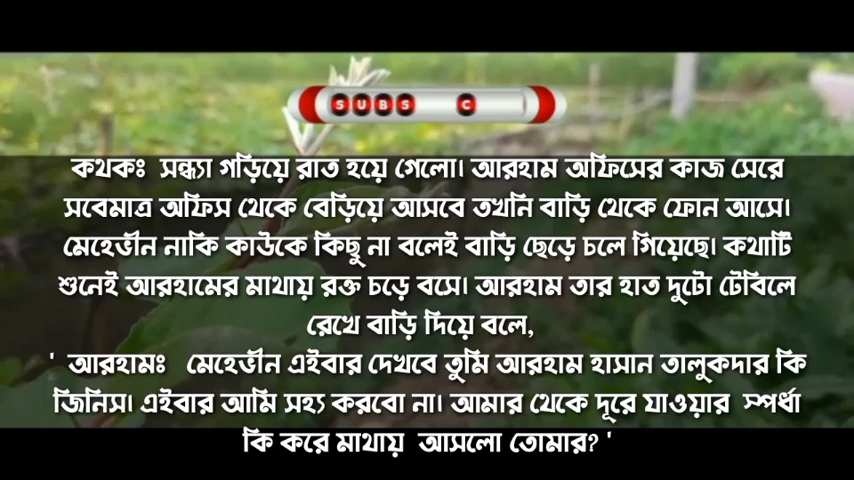 SUBS C
কথকঃ সন্ধ্যা গড়িয়ে রাত হয়ে গেলো। আরহাম অফিসের কাজ সেরে
সবেমাত্র অফিস থেকে বেড়িয়ে আসবে তখনি বাড়ি থেকে ফোন আসে।
মেহেভীন নাকি কাউকে কিছু না বলেই বাড়ি ছেড়ে চলে গিয়েছে। কথাটি
শুনেই আরহামের মাথায় রক্ত চড়ে বসে। আরহাম তার হাত দুটো টেবিলে
রেখে বাড়ি দিয়ে বলে,
' আরহামঃ মেহেভীন এইবার দেখবে তুমি আরহাম হাসান তালুকদার কি
জিনিস। এইবার আমি সহ্য করবো না। আমার থেকে দূরে যাওয়ার স্পর্ধা
কি করে মাথায় আসলো তোমার? '